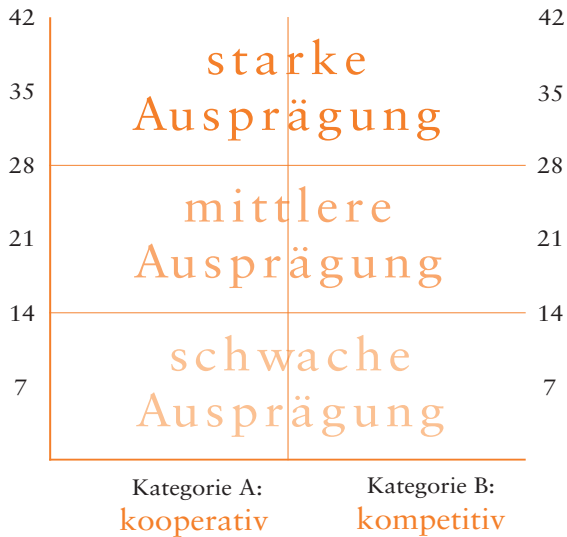 42 42
starke
35 35
Ausprägung
28 28
mittlere
21 21
Ausprägung
14 14
schwache
7 7
Ausprägung
Kategorie A: Kategorie B:
kooperativ kompetitiv